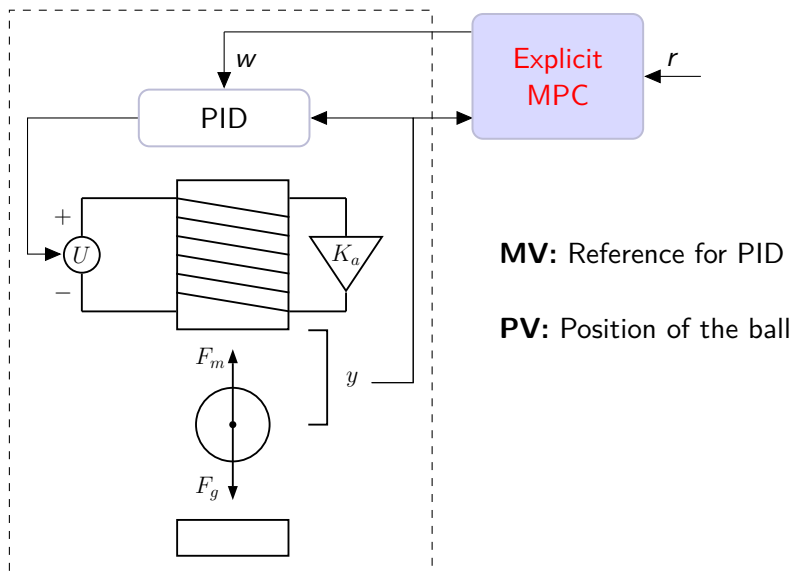 Explicit
MPC
r
w
PID
+
U
−
K_a
MV: Reference for PID
PV: Position of the ball
F_m
y
F_g